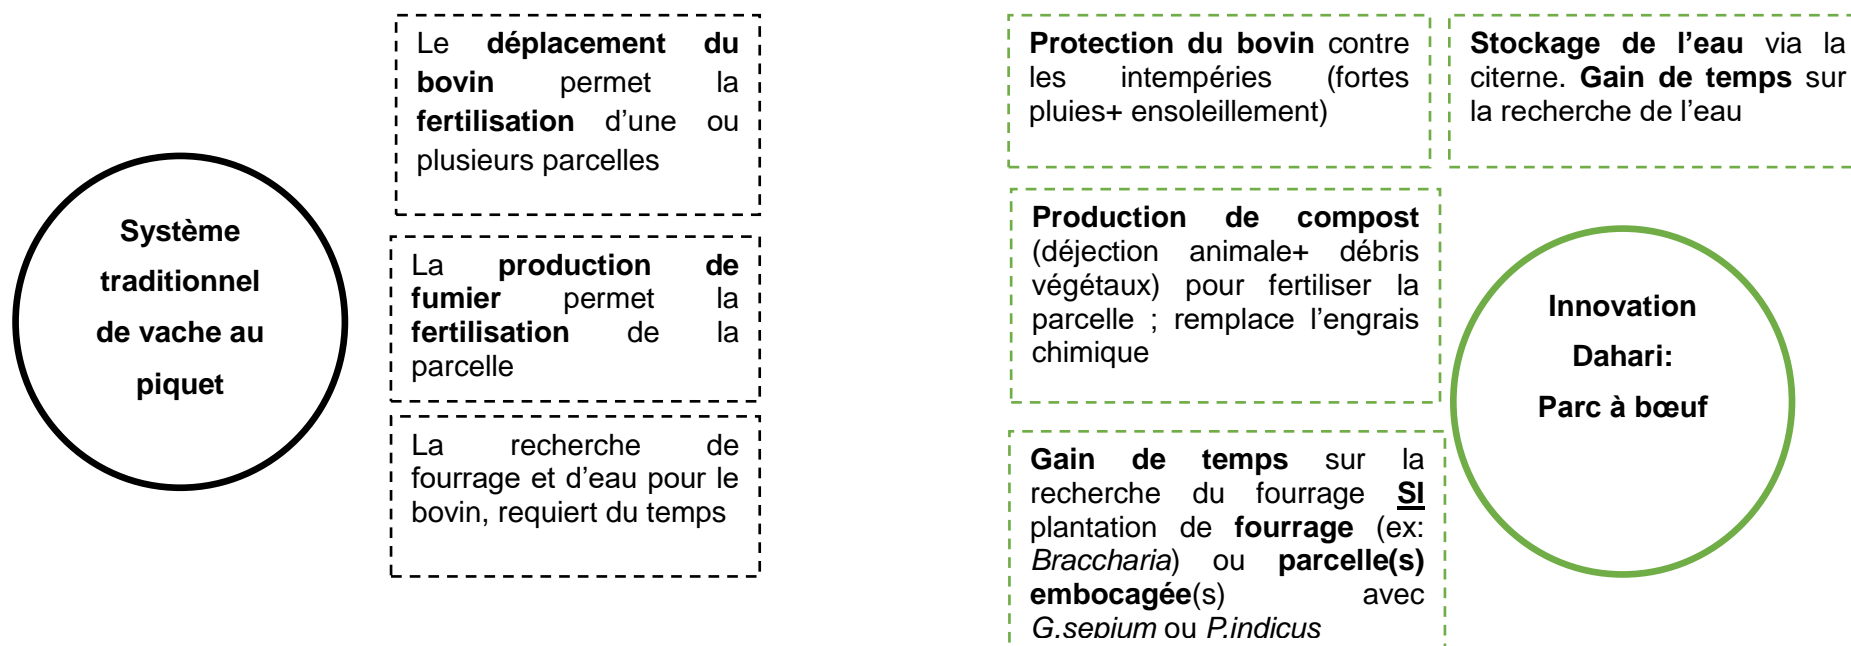 Système
traditionnel
de vache au
piquet
Le déplacement du
bovin permet la
fertilisation d'une ou
plusieurs parcelles
La production de
fumier permet la
fertilisation de la
parcelle
La recherche de
fourrage et d'eau pour le
bovin, requiert du temps
Protection du bovin contre
les intempéries (fortes
pluies+ ensoleillement)
Stockage de l'eau via la
citerne. Gain de temps sur
la recherche de l'eau
Production de compost
(déjection animale+ débris
végétaux) pour fertiliser la
parcelle ; remplace l'engrais
chimique
Gain de temps sur la
recherche du fourrage SI
plantation de fourrage (ex:
Braccharia) ou parcelle(s)
embocagée(s) avec
G.sepium ou P.indicus
Innovation
Dahari:
Parc à bœuf